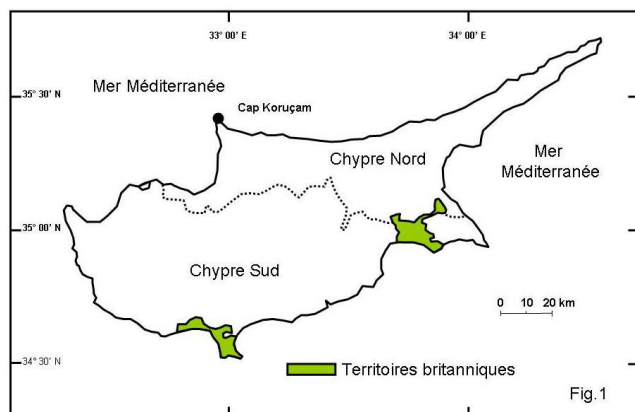 33° 00' E
34° 00' E
35° 30' N
Mer Méditerranée
Cap Koruçam
Chypre Nord
Mer
Méditerranée
35° 00' N
Chypre Sud
0 10 20 km
34° 30' N
Territoires britanniques
Fig.1